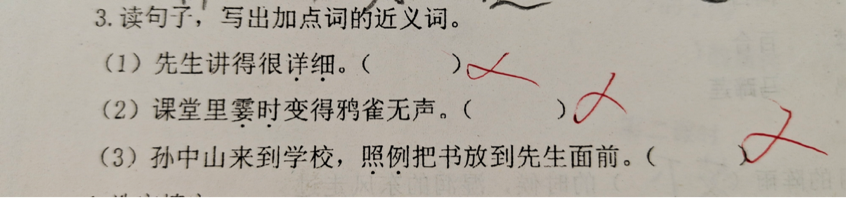 3.读句子，写出加点词的近义词。
（1）先生讲得很详细。（ ）
（2）课堂里霎时变得鸦雀无声。（ ）
（3）孙中山来到学校，照例把书放到先生面前。（ ）